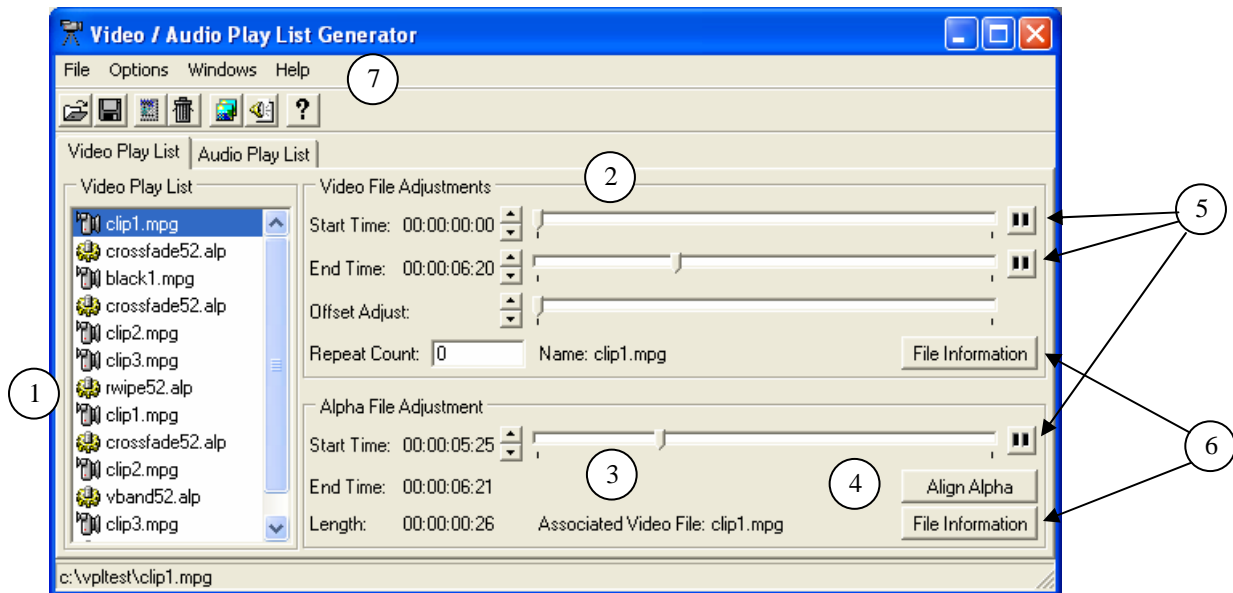 Video / Audio Play List Generator
File Options Windows Help
7
?
Video Play List Audio Play List
Video Play List
clip1.mpg
crossfade52.alp
black1.mpg
crossfade52.alp
clip2.mpg
clip3.mpg
rwipe52.alp
clip1.mpg
crossfade52.alp
clip2.mpg
vband52.alp
clip3.mpg
1
Video File Adjustments
2
Start Time: 00:00:00:00
End Time: 00:00:06:20
Offset Adjust:
Repeat Count: 0 Name: clip1.mpg File Information
5
Alpha File Adjustment
Start Time: 00:00:05:25
3
4
6
End Time: 00:00:06:21 Align Alpha
Length: 00:00:00:26 Associated Video File: clip1.mpg File Information
c:\vpltest\clip1.mpg